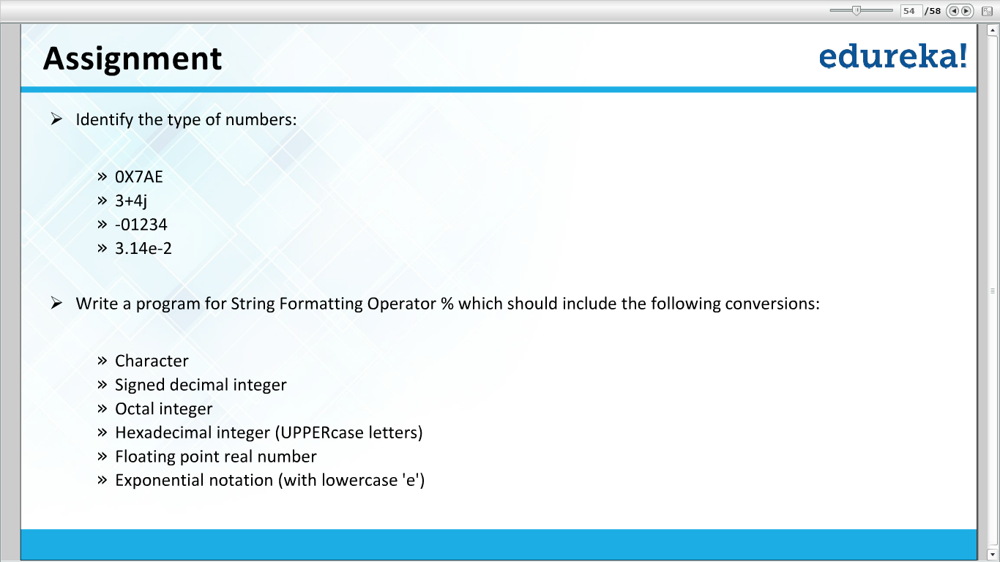 54 /58
Assignment
edureka!
➢ Identify the type of numbers:
» 0X7AE
» 3+4j
» -01234
» 3.14e-2
➢ Write a program for String Formatting Operator % which should include the following conversions:
» Character
» Signed decimal integer
» Octal integer
» Hexadecimal integer (UPPERcase letters)
» Floating point real number
» Exponential notation (with lowercase 'e')